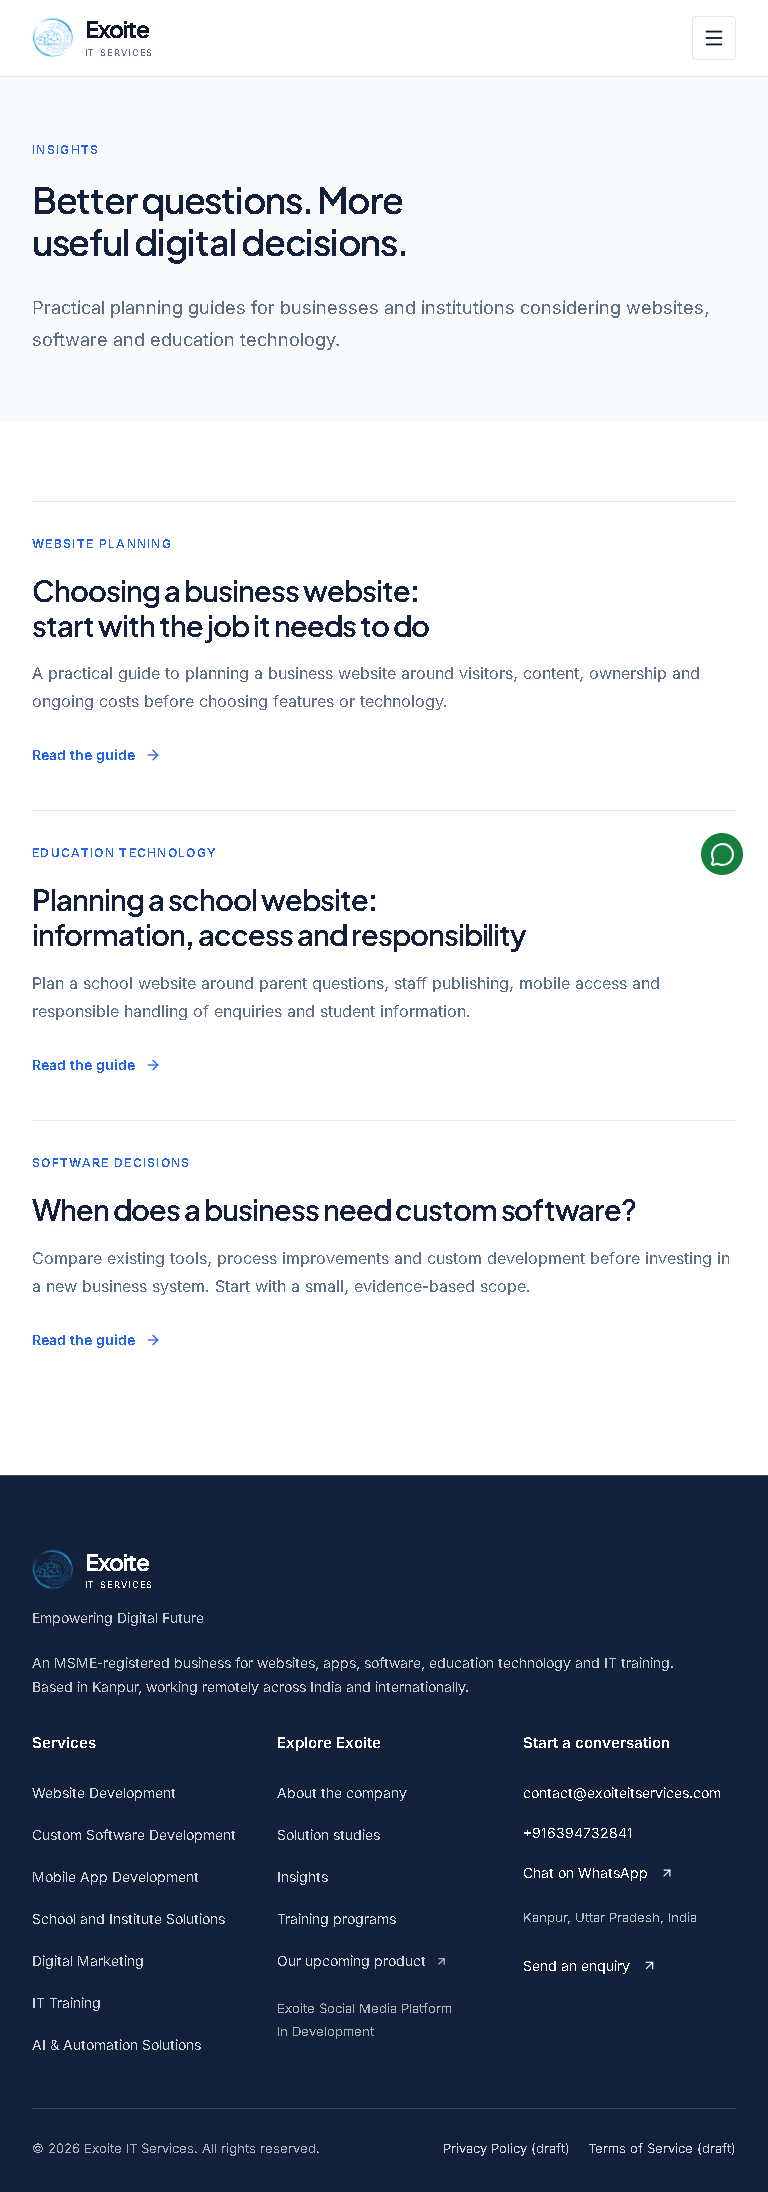 Exoite
IT SERVICES
INSIGHTS
Better questions. More
useful digital decisions.
Practical planning guides for businesses and institutions considering websites,
software and education technology.
WEBSITE PLANNING
Choosing a business website:
start with the job it needs to do
A practical guide to planning a business website around visitors, content, ownership and
ongoing costs before choosing features or technology.
Read the guide →
EDUCATION TECHNOLOGY
Planning a school website:
information, access and responsibility
Plan a school website around parent questions, staff publishing, mobile access and
responsible handling of enquiries and student information.
Read the guide →
SOFTWARE DECISIONS
When does a business need custom software?
Compare existing tools, process improvements and custom development before investing in
a new business system. Start with a small, evidence-based scope.
Read the guide →
Exoite
IT SERVICES
Empowering Digital Future
An MSME-registered business for websites, apps, software, education technology and IT training.
Based in Kanpur, working remotely across India and internationally.
Services
Website Development
Custom Software Development
Mobile App Development
School and Institute Solutions
Digital Marketing
IT Training
AI & Automation Solutions
Explore Exoite
About the company
Solution studies
Insights
Training programs
Our upcoming product ↗
Exoite Social Media Platform
In Development
Start a conversation
contact@exoiteitservices.com
+916394732841
Chat on WhatsApp ↗
Kanpur, Uttar Pradesh, India
Send an enquiry ↗
© 2026 Exoite IT Services. All rights reserved.
Privacy Policy (draft) Terms of Service (draft)